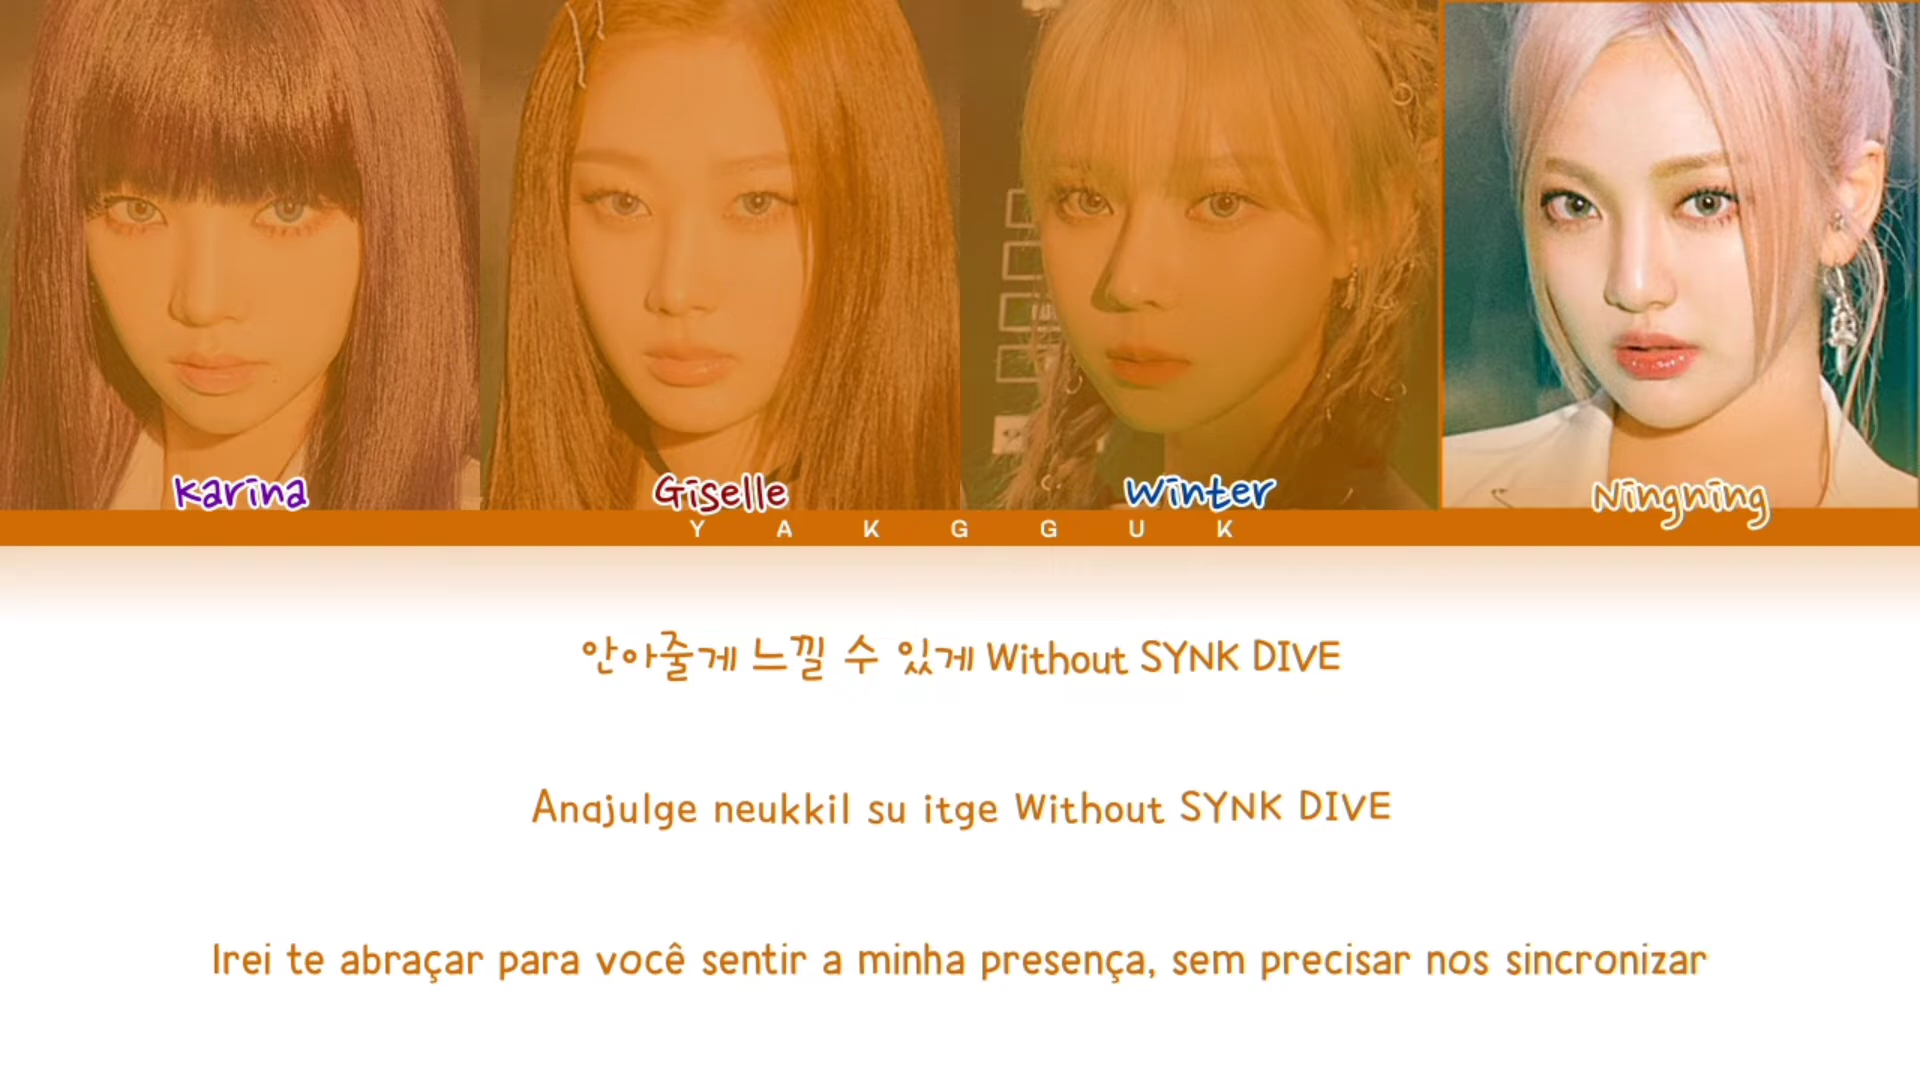 Karina
Giselle
Winter
Ningning
YAKGGUK
안아줄게 느낄 수 있게 Without SYNK DIVE
Anajulge neukkil su itge Without SYNK DIVE
Irei te abraçar para você sentir a minha presença, sem precisar nos sincronizar